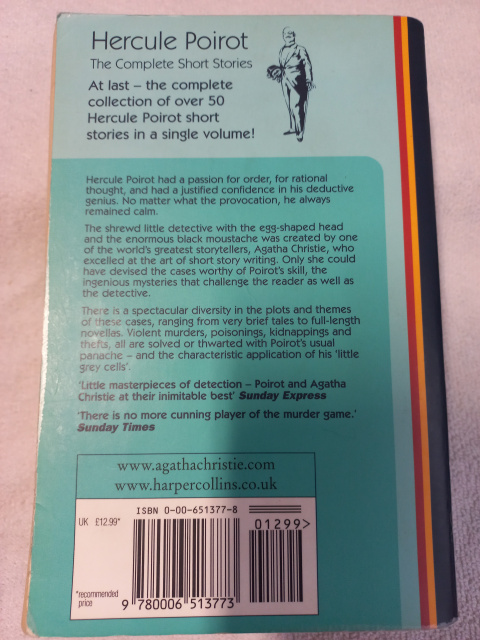 Hercule Poirot
The Complete Short Stories
At last – the complete
collection of over 50
Hercule Poirot short
stories in a single volume!
Hercule Poirot had a passion for order, for rational
thought, and had a justified confidence in his deductive
genius. No matter what the provocation, he always
remained calm.
The shrewd little detective with the egg-shaped head
and the enormous black moustache was created by one
of the world's greatest storytellers, Agatha Christie, who
excelled at the art of short story writing. Only she could
have devised the cases worthy of Poirot's skill, the
ingenious mysteries that challenge the reader as well as
the detective.
There is a spectacular diversity in the plots and themes
of these cases, ranging from very brief tales to full-length
novellas. Violent murders, poisonings, kidnappings and
thefts, all are solved or thwarted with Poirot's usual
panache – and the characteristic application of his 'little
grey cells'.
'Little masterpieces of detection – Poirot and Agatha
Christie at their inimitable best' Sunday Express
'There is no more cunning player of the murder game.'
Sunday Times
www.agathachristie.com
www.harpercollins.co.uk
ISBN 0-00-651377-8
UK £12.99*
01299>
*recommended
price
9 780006 513773